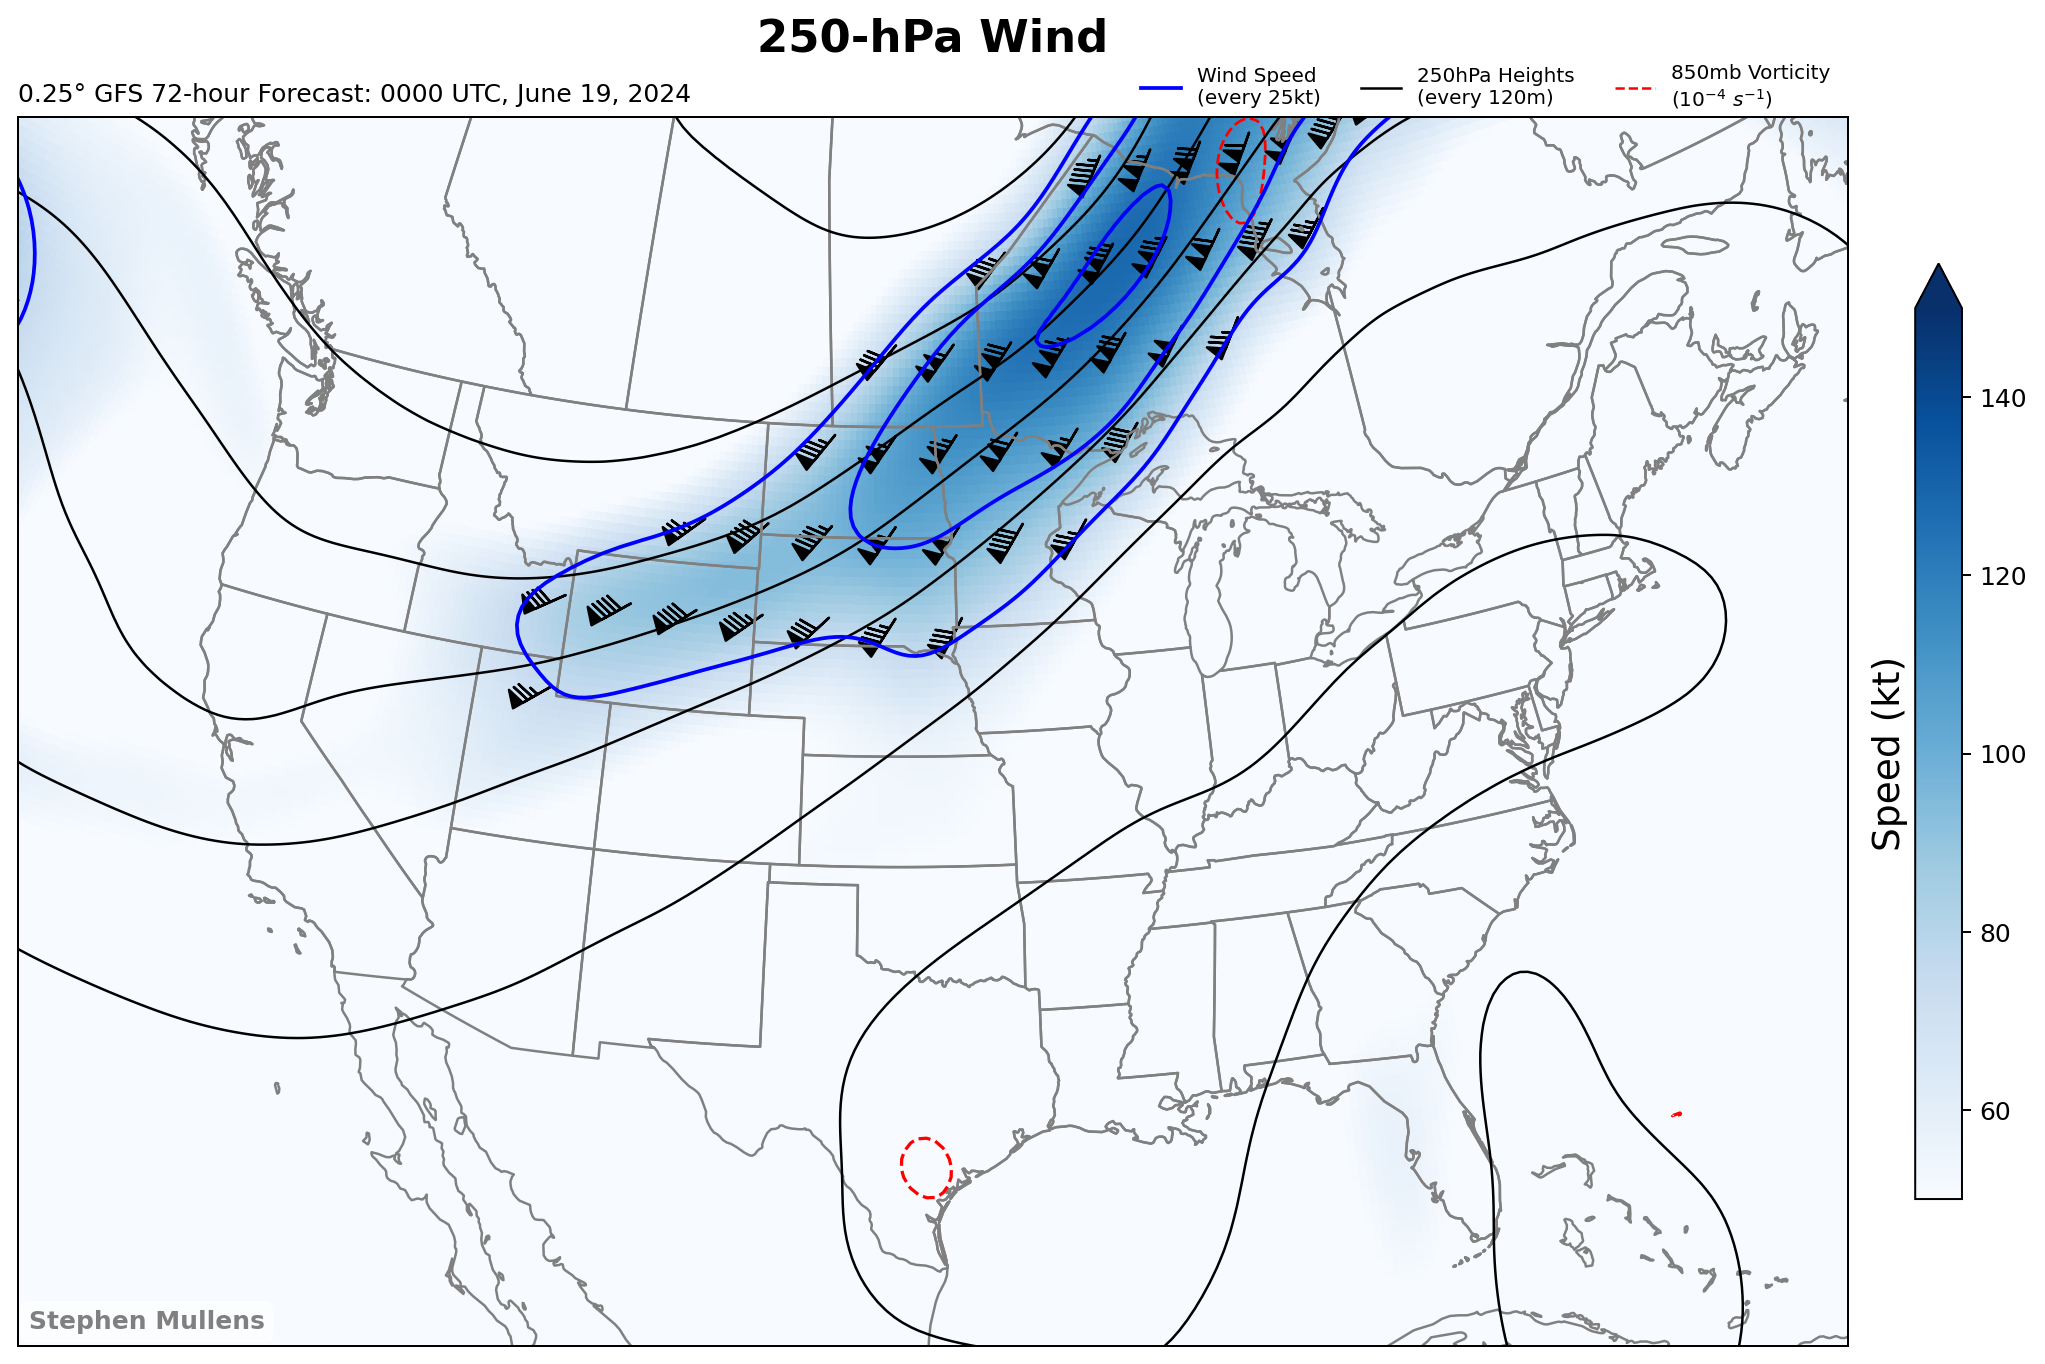 250-hPa Wind
0.25° GFS 72-hour Forecast: 0000 UTC, June 19, 2024
Wind Speed
(every 25kt)
250hPa Heights
(every 120m)
850mb Vorticity
(10⁻⁴ s⁻¹)
140
120
100
80
60
Speed (kt)
Stephen Mullens